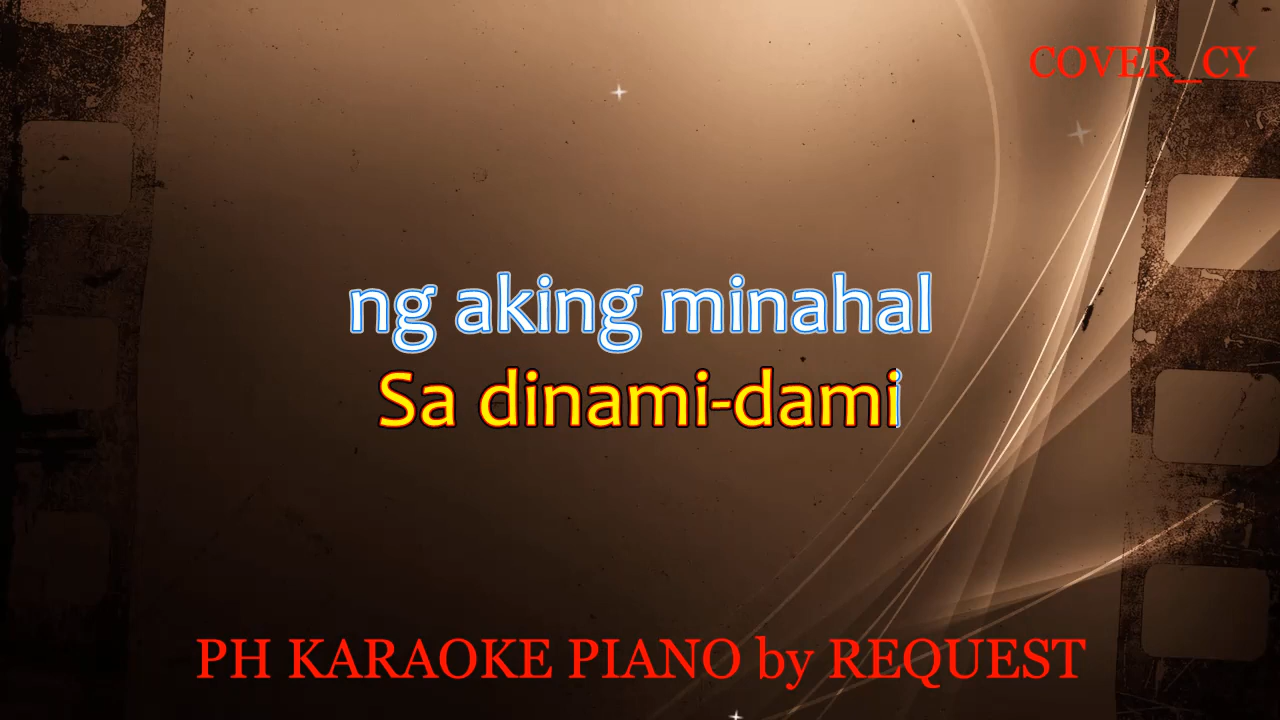 COVER_CY
ng aking minahal
Sa dinami-dami
PH KARAOKE PIANO by REQUEST